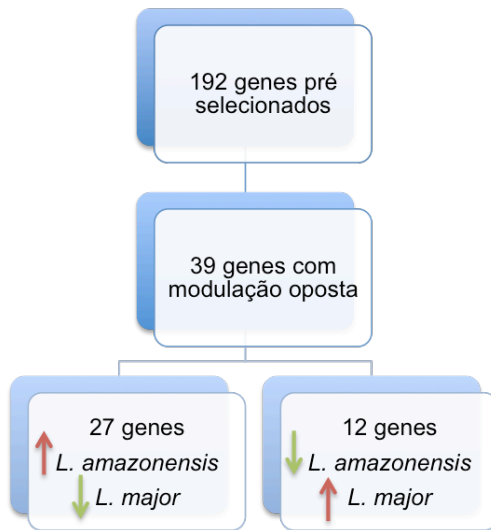 192 genes pré
selecionados
39 genes com
modulação oposta
27 genes
L. amazonensis
L. major
12 genes
L. amazonensis
L. major